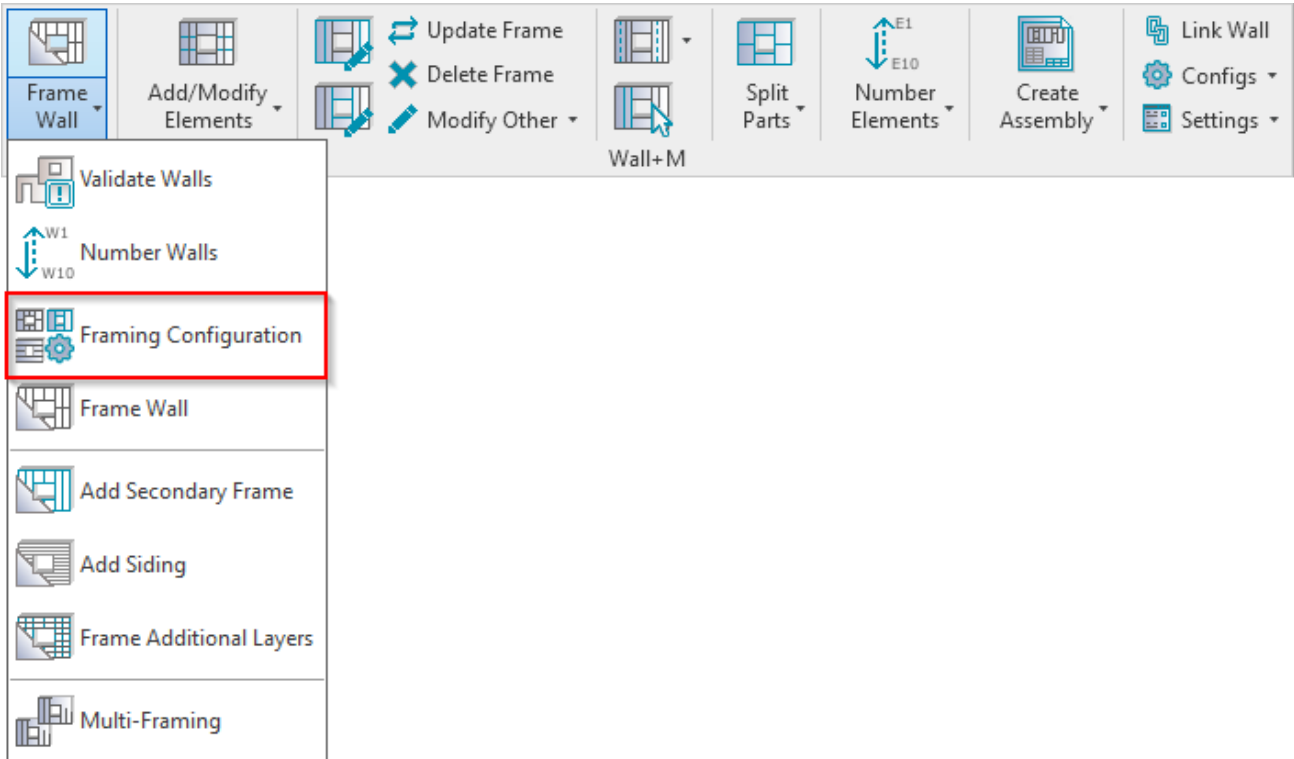 Frame
Wall
Add/Modify
Elements
Update Frame
Delete Frame
Modify Other
Split
Parts
E1
E10
Number
Elements
Create
Assembly
Link Wall
Configs
Settings
Wall+M
Validate Walls
W1
W10
Number Walls
Framing Configuration
Frame Wall
Add Secondary Frame
Add Siding
Frame Additional Layers
Multi-Framing